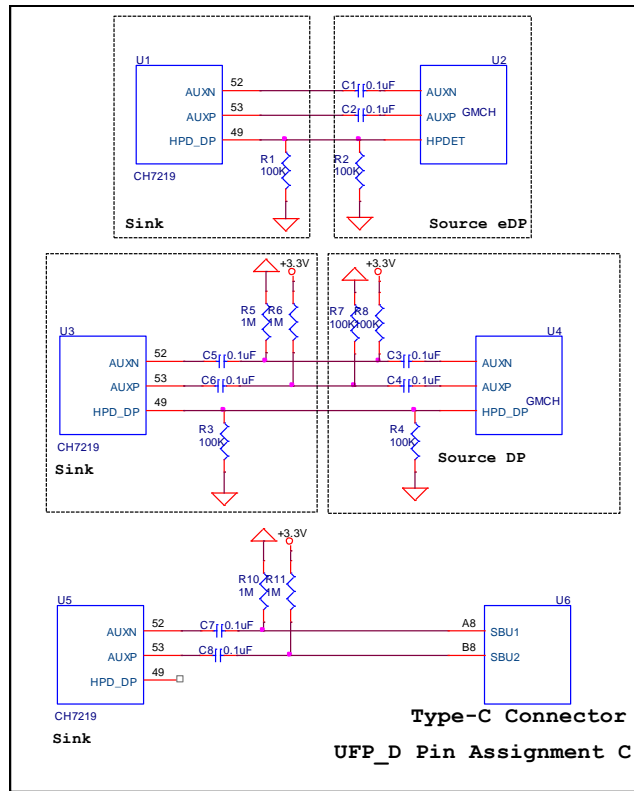 U1 U2
52 C1 0.1uF
AUXN AUXN
53 C2 0.1uF
AUXP AUXP GMCH
49
HPD_DP HPDET
R1 R2
100K 100K
CH7219
Sink Source eDP
+3.3V +3.3V
R5 R6 R7 R8
1M 1M 100K 100K
U3 U4
52 C5 0.1uF C3 0.1uF
AUXN AUXN
53 C6 0.1uF C4 0.1uF
AUXP AUXP
49
HPD_DP HPD_DP GMCH
R3 R4
100K 100K
CH7219
Sink Source DP
+3.3V
R10 R11
1M 1M
U5 U6
52 C7 0.1uF A8
AUXN SBU1
53 C8 0.1uF B8
AUXP SBU2
49
HPD_DP
CH7219
Type-C Connector
Sink
UFP_D Pin Assignment C